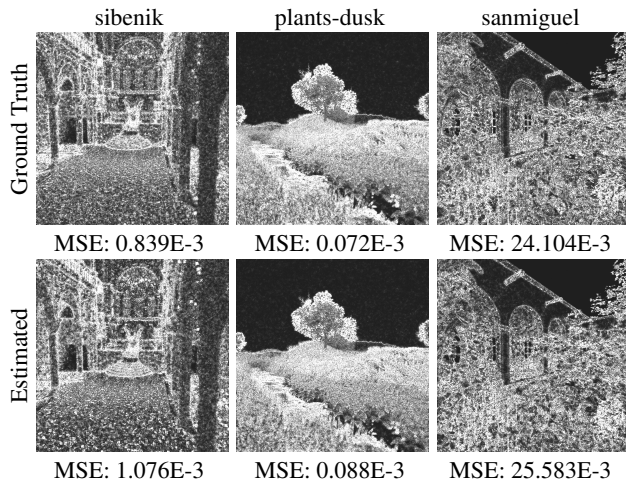 sibenik plants-dusk sanmiguel
Ground Truth
MSE: 0.839E-3 MSE: 0.072E-3 MSE: 24.104E-3
Estimated
MSE: 1.076E-3 MSE: 0.088E-3 MSE: 25.583E-3